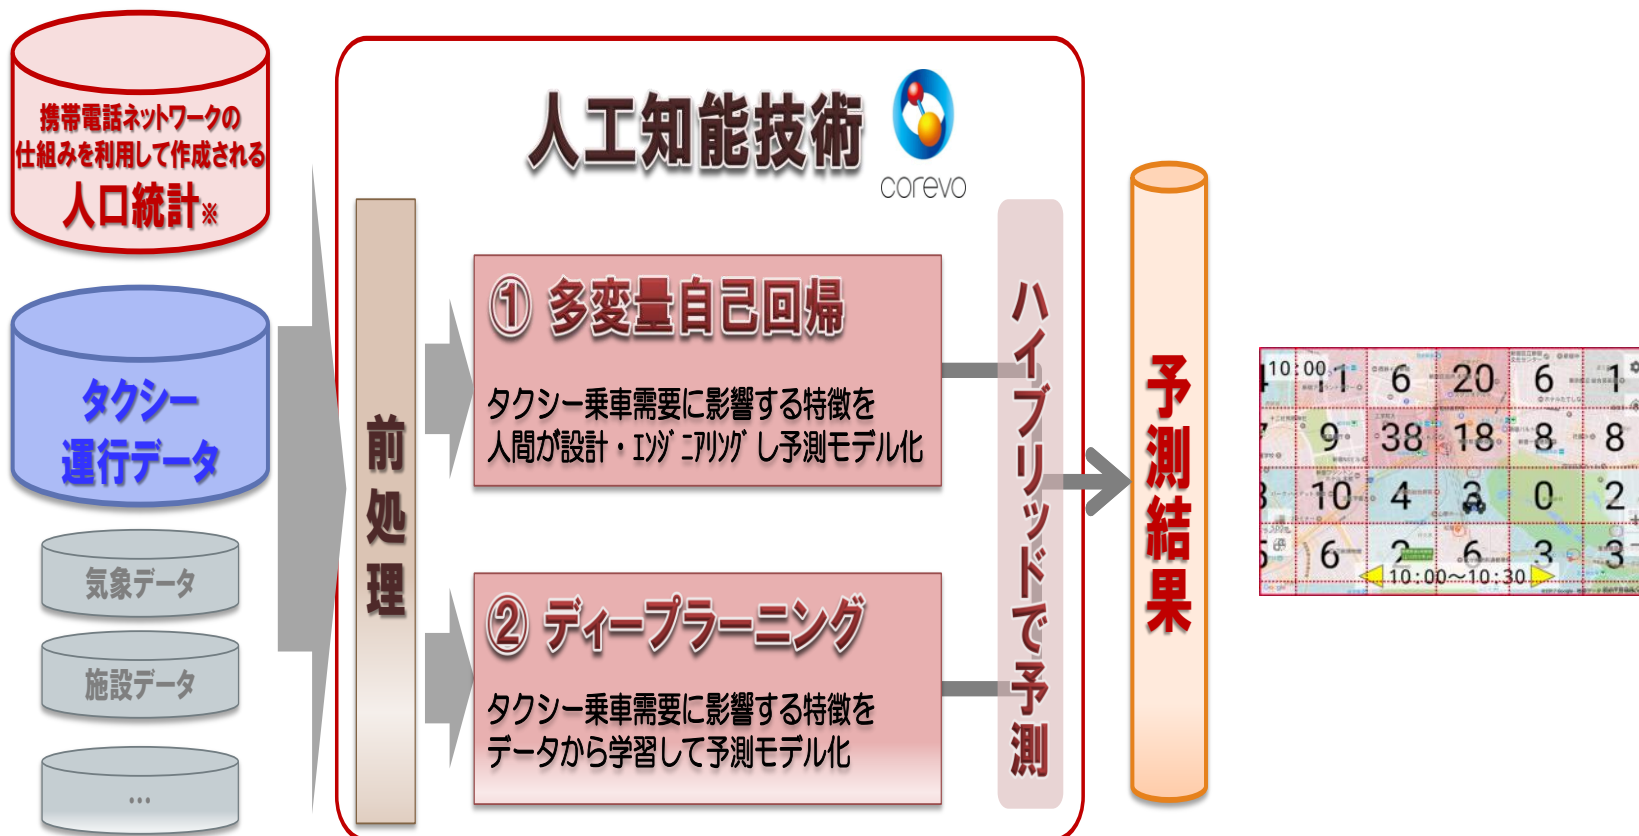 携帯電話ネットワークの
仕組みを利用して作成される
人口統計※
タクシー
運行データ
気象データ
施設データ
…
人工知能技術
corevo
前処理
① 多変量自己回帰
タクシー乗車需要に影響する特徴を
人間が設計・ｴﾝｼﾞﾆｱﾘﾝｸﾞし予測モデル化
② ディープラーニング
タクシー乗車需要に影響する特徴を
データから学習して予測モデル化
ハイブリッドで予測
予測結果
10:00
11 6 20 6 1
9 38 18 8 8
10 4 3 0 2
6 2 6 3 3
10:00～10:30